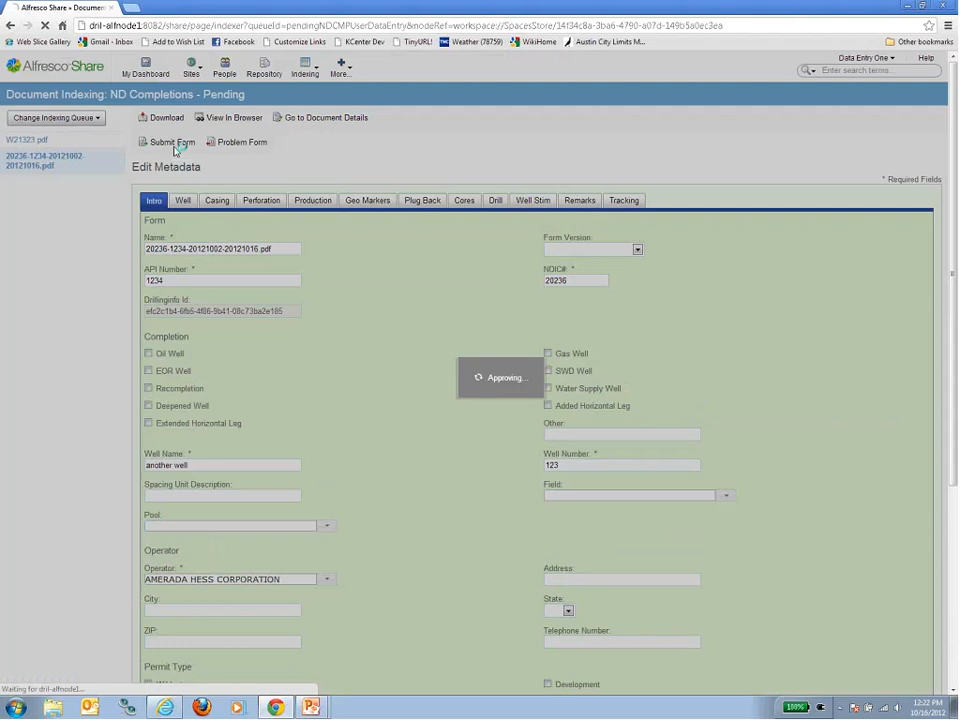 Alfresco Share » Documen
dril-alfnode1:8082/share/page/indexer?queueId=pendingNDCMPUserDataEntry&nodeRef=workspace://SpacesStore/14f34c8a-3ba6-4790-a07d-149b5a0ec3ea
Web Slice Gallery Gmail - Inbox Add to Wish List Facebook Customize Links KCenter Dev TinyURL! Weather (78759) WikiHome Austin City Limits M... Other bookmarks
Alfresco Share My Dashboard Sites People Repository Indexing More... Data Entry One Help
Enter search terms...
Document Indexing: ND Completions - Pending
Change Indexing Queue Download View In Browser Go to Document Details
W21323 pdf
Submit Form Problem Form
20236-1234-20121002-
20121016.pdf
Edit Metadata
* Required Fields
Intro Well Casing Perforation Production Geo Markers Plug Back Cores Drill Well Stim Remarks Tracking
Form
Name: * Form Version:
20236-1234-20121002-20121016.pdf
API Number: * NDIC#: *
1234 20236
Drillinginfo Id:
efc2c1b4-6fb5-4f86-9b41-08c73ba2e185
Completion
Oil Well Gas Well
EOR Well SWD Well
Approving...
Recompletion Water Supply Well
Deepened Well Added Horizontal Leg
Extended Horizontal Leg Other:
Well Name: * Well Number: *
another well 123
Spacing Unit Description: Field:
Pool:
Operator
Operator: * Address:
AMERADA HESS CORPORATION
City: State:
ZIP: Telephone Number:
Permit Type
Development
Waiting for dril-alfnode1...
100% 12:22 PM
10/16/2012